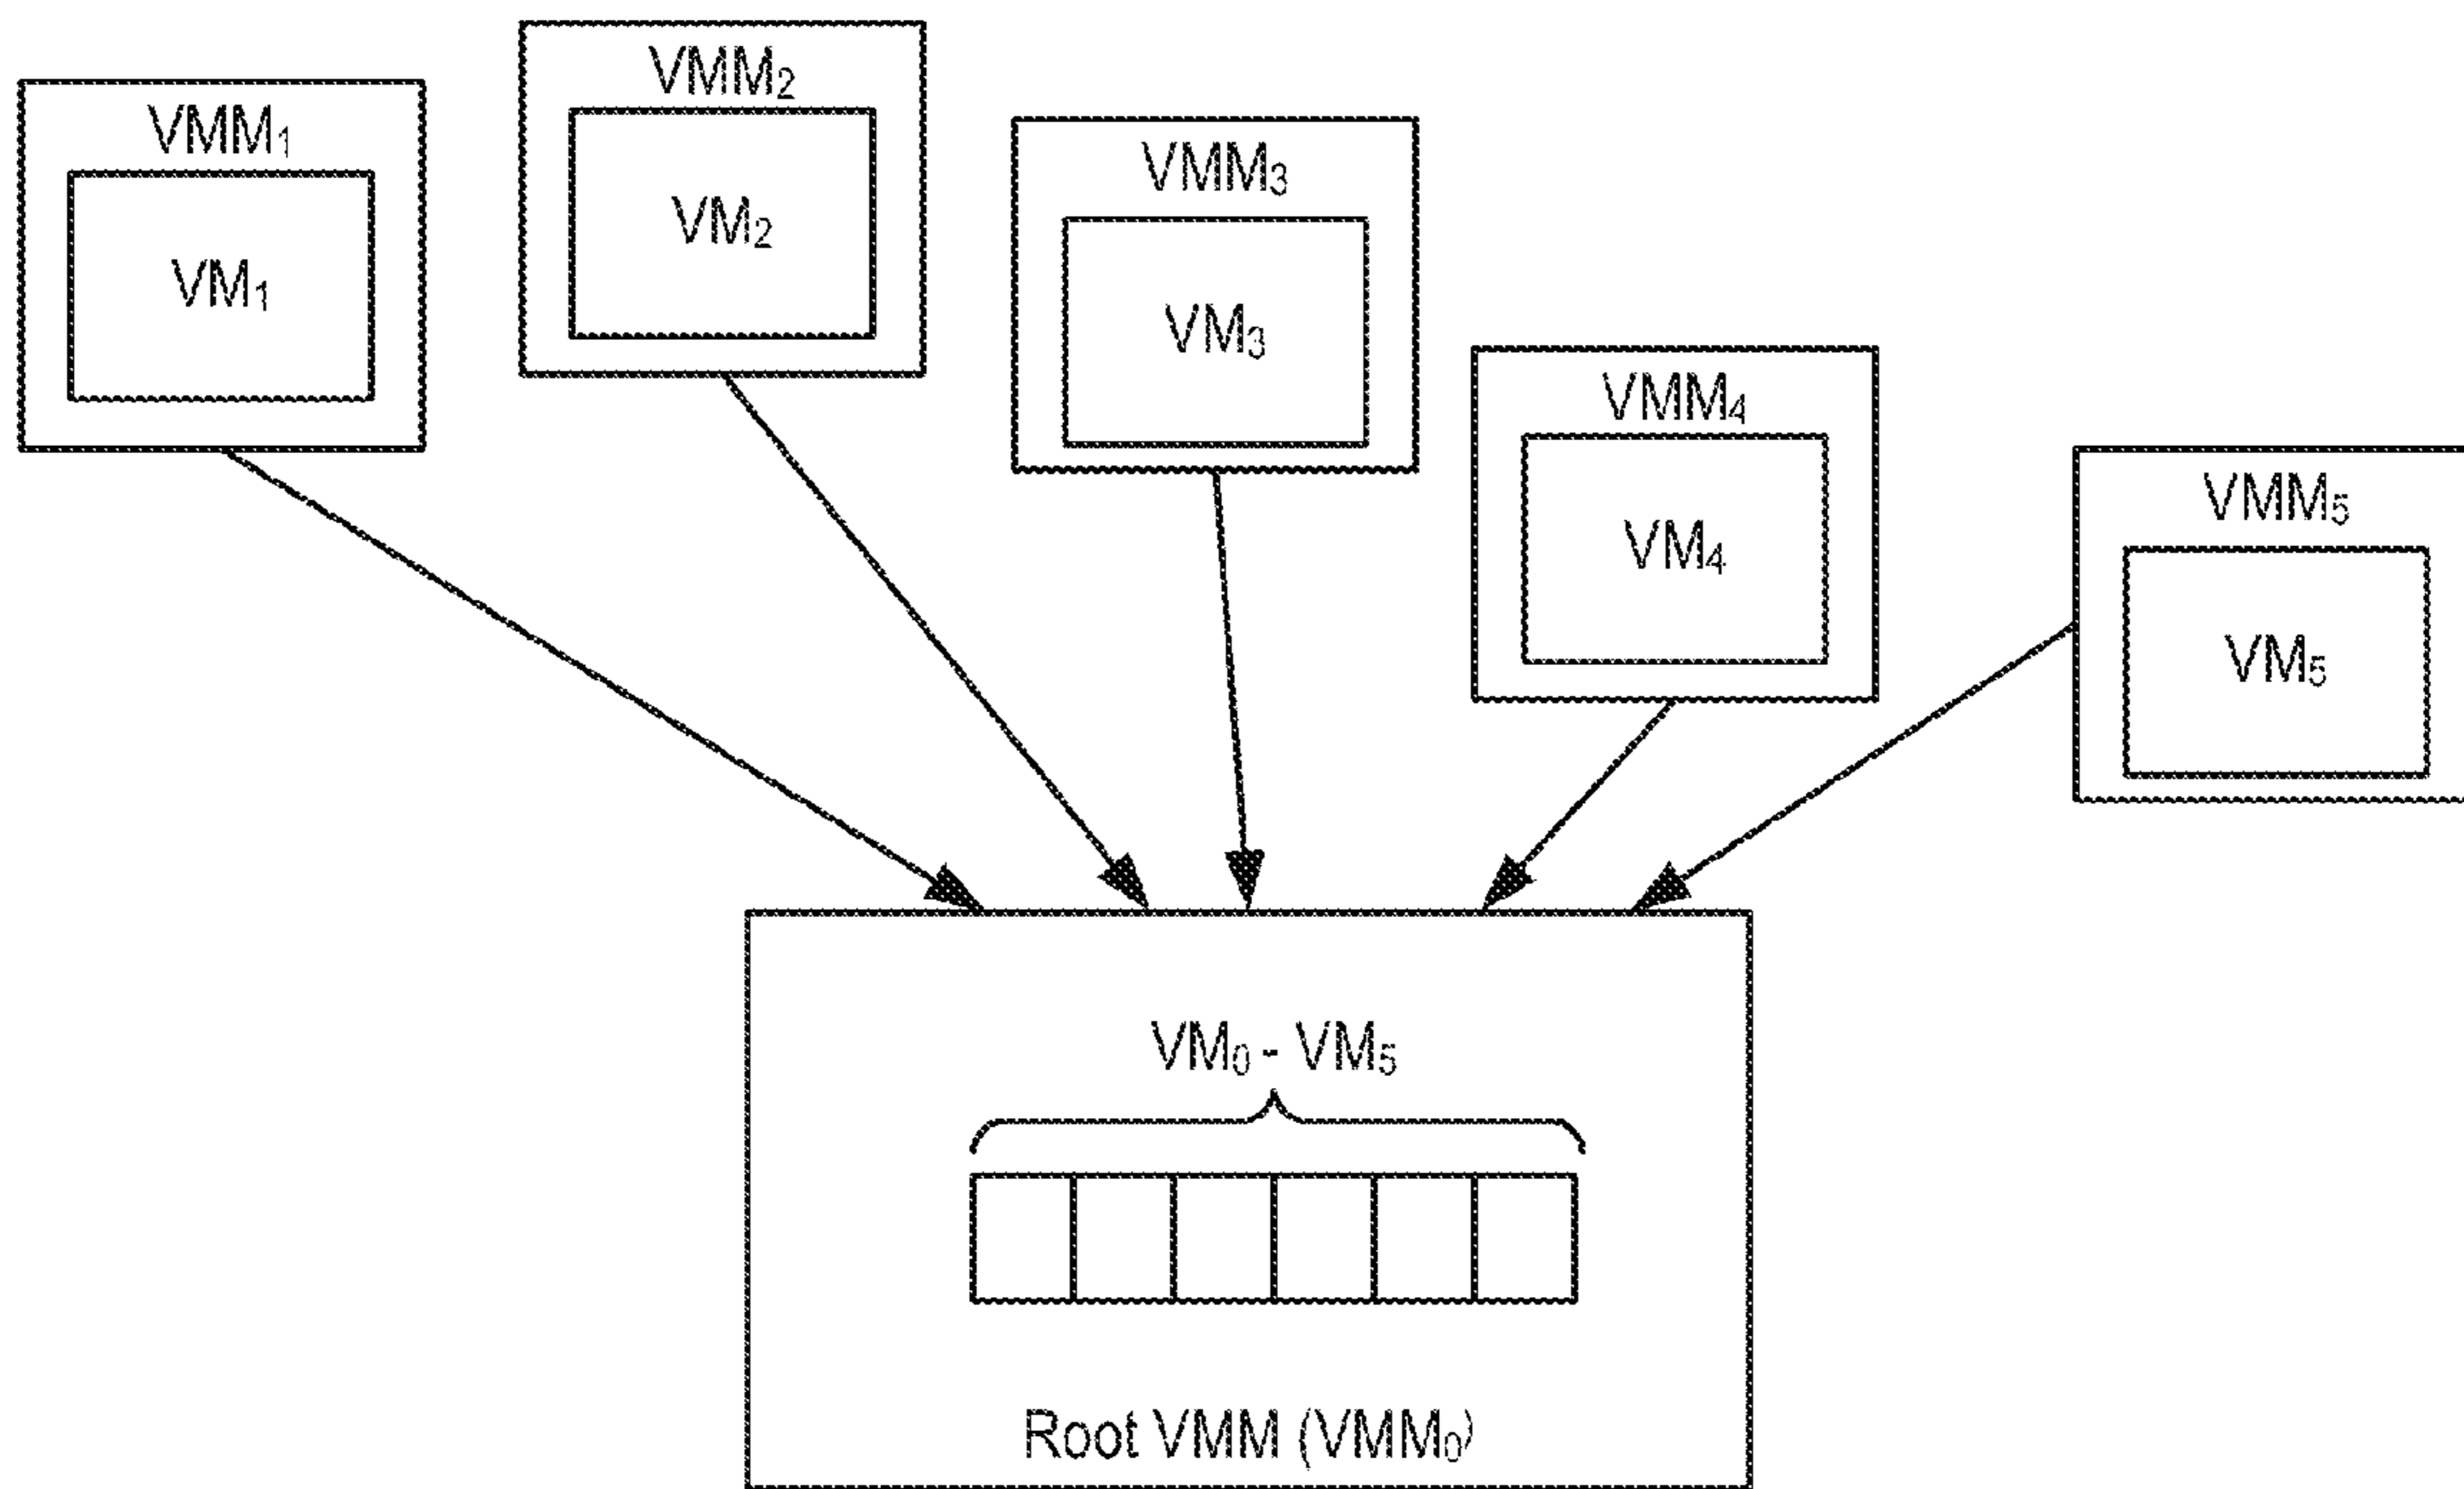 VMM₁
VM₁
VMM₂
VM₂
VMM₃
VM₃
VMM₄
VM₄
VMM₅
VM₅
VM₀ - VM₅
Root VMM (VMM₀)